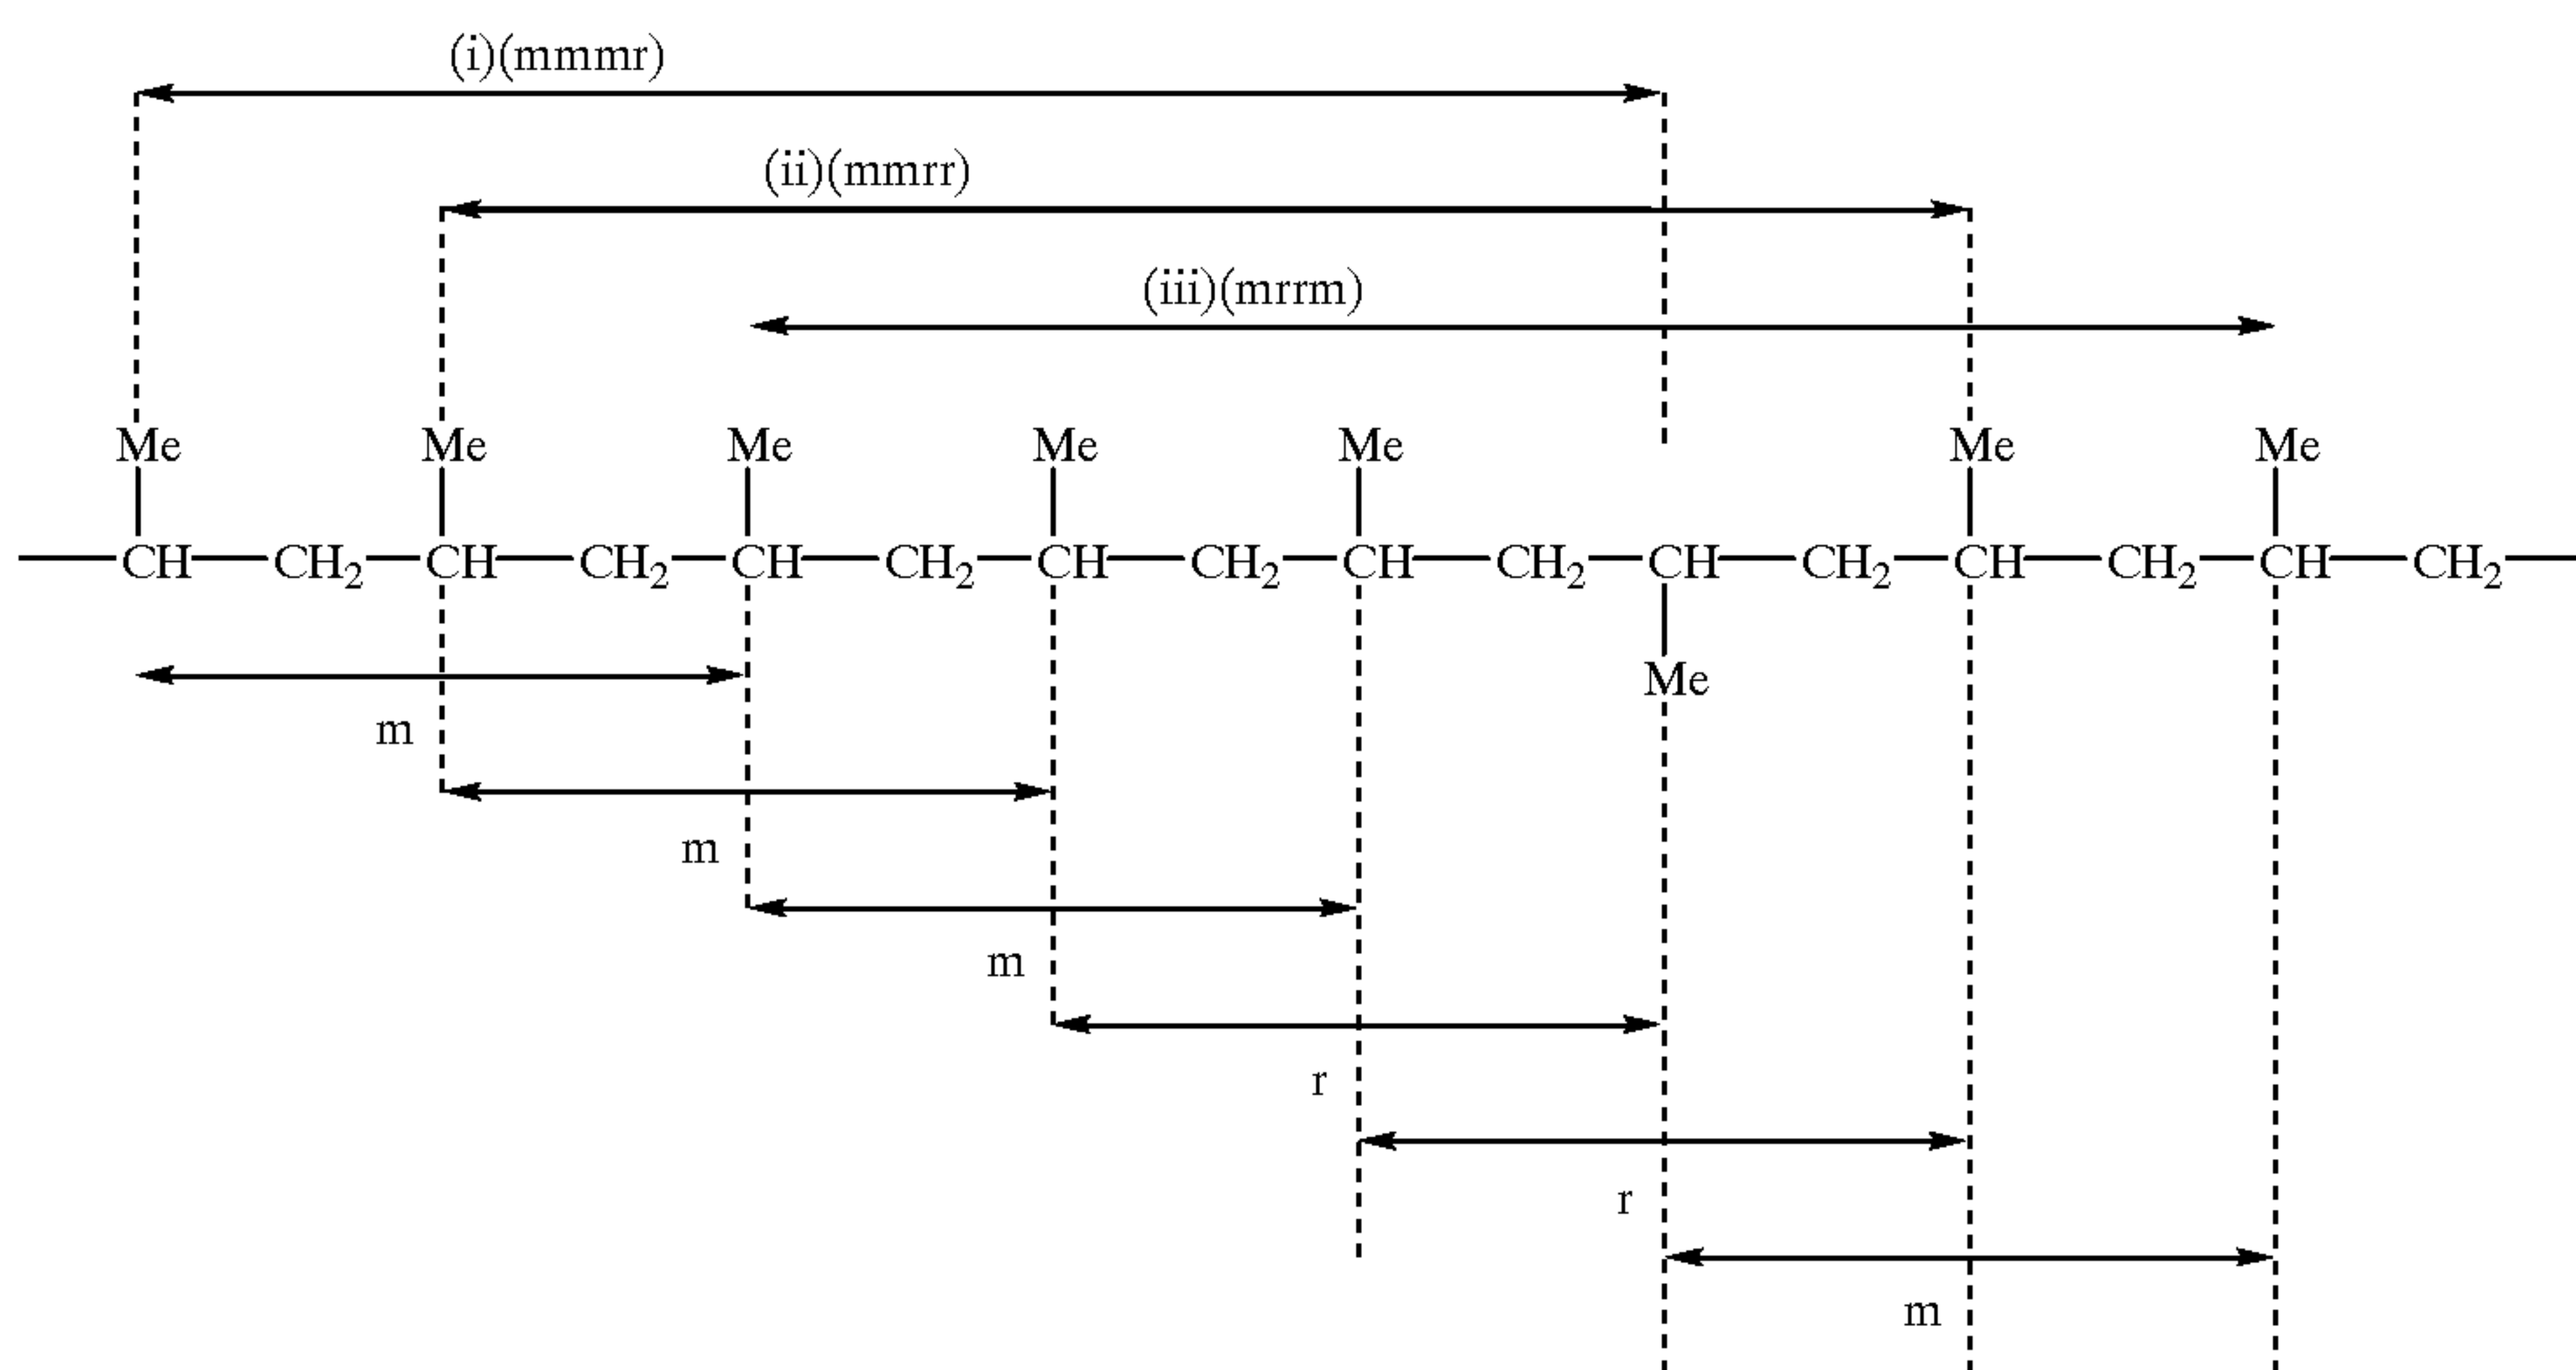 (i)(mmmr)
(ii)(mmrr)
(iii)(mrrm)
Me Me Me Me Me Me Me
CH CH₂ CH CH₂ CH CH₂ CH CH₂ CH CH₂ CH CH₂ CH CH₂ CH CH₂
Me
m
m
m
r
r
m